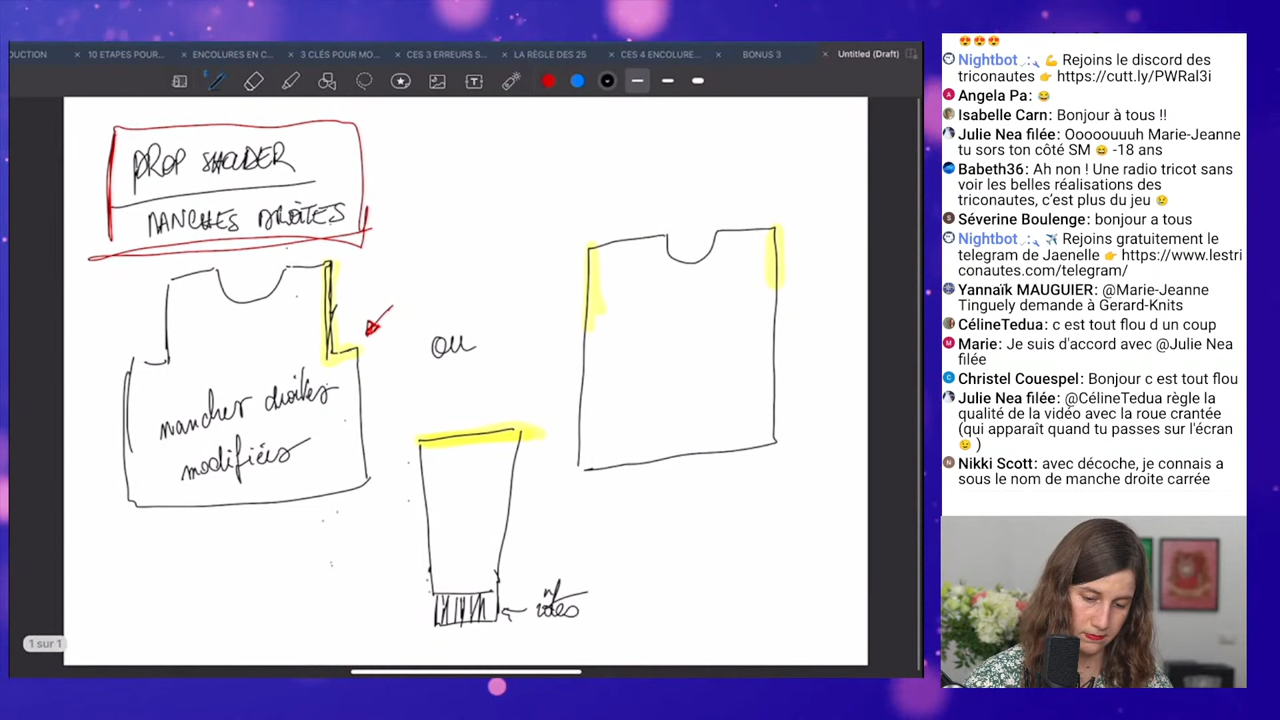 DUCTION
10 ETAPES POUR...
ENCOLURES EN C...
3 CLÉS POUR MO...
CES 3 ERREURS S...
LA RÈGLE DES 25
CES 4 ENCOLURE...
BONUS 3
Untitled (Draft)
DROP SHOUDER
MANCHES DROITES
manches droites
modifiées
ou
côtes
1 sur 1
😍😍😍
Nightbot 💪 Rejoins le discord des
triconautes 👉 https://cutt.ly/PWRal3i
Angela Pa: 😂
Isabelle Carn: Bonjour à tous !!
Julie Nea filée: Ooooouuuh Marie-Jeanne
tu sors ton côté SM 😄 -18 ans
Babeth36: Ah non ! Une radio tricot sans
voir les belles réalisations des
triconautes, c’est plus du jeu 😢
Séverine Boulenge: bonjour a tous
Nightbot ✈️ Rejoins gratuitement le
telegram de Jaenelle 👉 https://www.lestri
iconautes.com/telegram/
Yannaïk MAUGUIER: @Marie-Jeanne
Tinguely demande à Gerard-Knits
CélineTedua: c est tout flou d un coup
Marie: Je suis d'accord avec @Julie Nea
filée
Christel Couespel: Bonjour c est tout flou
Julie Nea filée: @CélineTedua règle la
qualité de la vidéo avec la roue crantée
(qui apparaît quand tu passes sur l'écran
😉 )
Nikki Scott: avec décoche, je connais a
sous le nom de manche droite carrée